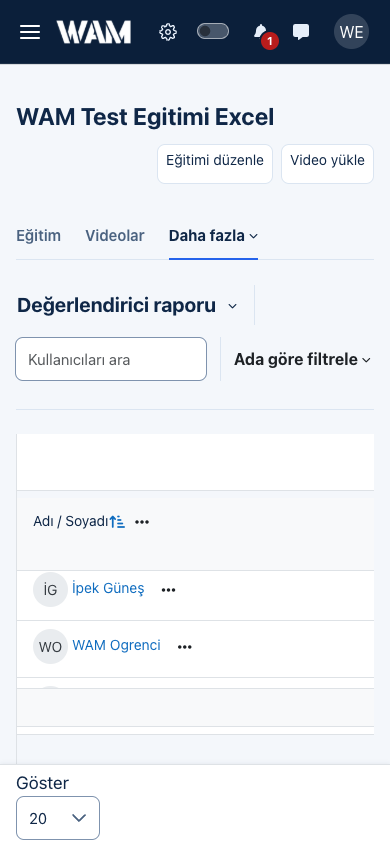 WAM
1
WE
WAM Test Egitimi Excel
Eğitimi düzenle
Video yükle
Eğitim
Videolar
Daha fazla
Değerlendirici raporu
Kullanıcıları ara
Ada göre filtrele
Adı / Soyadı
İG
İpek Güneş
WO
WAM Ogrenci
Göster
20